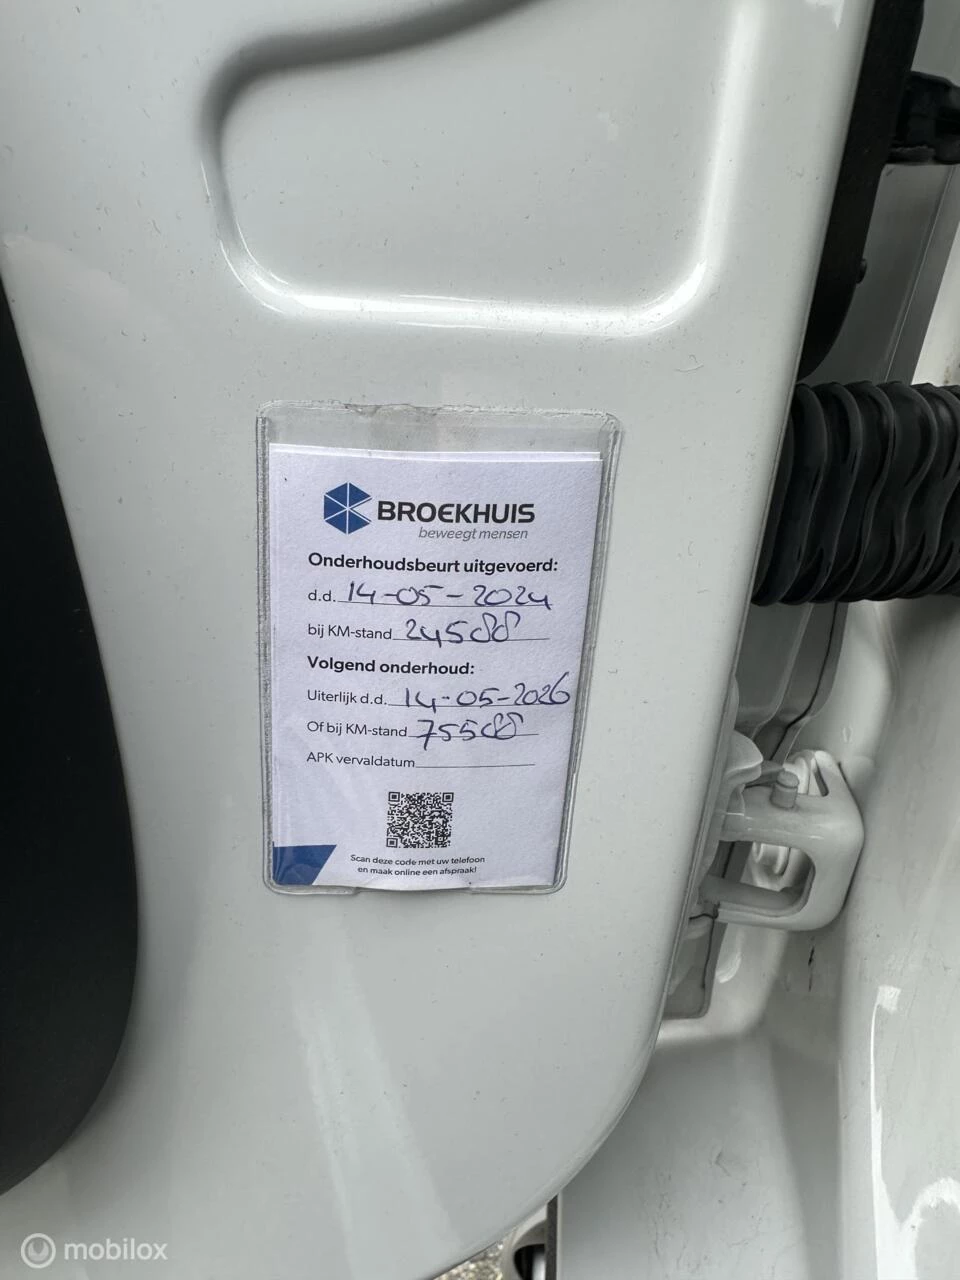 BROEKHUIS
beweegt mensen
Onderhoudsbeurt uitgevoerd:
d.d. 14-05-2024
bij KM-stand 24588
Volgend onderhoud:
Uiterlijk d.d. 14-05-2026
Of bij KM-stand 75588
APK vervaldatum
Scan deze code met uw telefoon
en maak online een afspraak!
mobilox